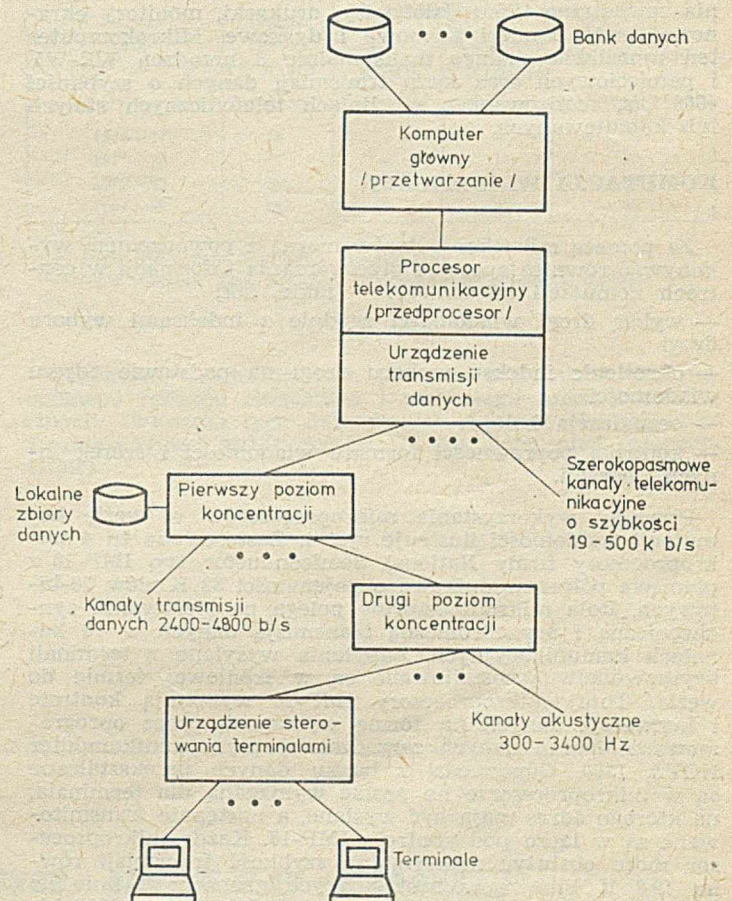 Bank danych
Komputer
główny
/przetwarzanie/
Procesor
telekomunikacyjny
/przedprocesor/
Urządzenie
transmisji
danych
Szerokopasmowe
kanały telekomu-
nikacyjne
o szybkości
19-500 k b/s
Lokalne
zbiory
danych
Pierwszy poziom
koncentracji
Kanały transmisji
danych 2400-4800 b/s
Drugi poziom
koncentracji
Urządzenie stero-
wania terminalami
Kanały akustyczne
300-3400 Hz
Terminale